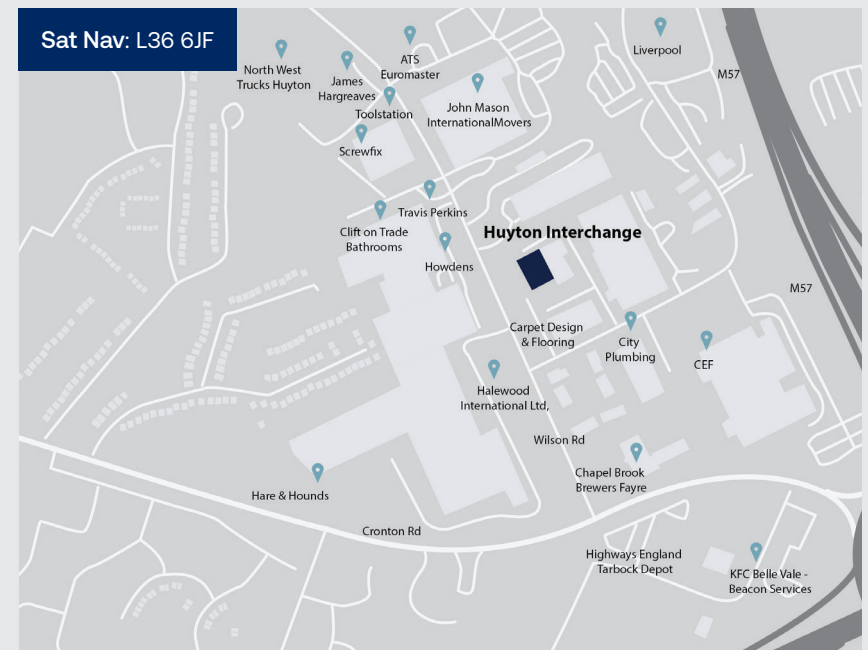 Sat Nav: L36 6JF
North West
Trucks Huyton
James
Hargreaves
ATS
Euromaster
Toolstation
John Mason
InternationalMovers
Liverpool
M57
Screwfix
Travis Perkins
Clift on Trade
Bathrooms
Howdens
Huyton Interchange
M57
Carpet Design
& Flooring
City
Plumbing
CEF
Halewood
International Ltd,
Wilson Rd
Chapel Brook
Brewers Fayre
Hare & Hounds
Cronton Rd
Highways England
Tarbock Depot
KFC Belle Vale -
Beacon Services